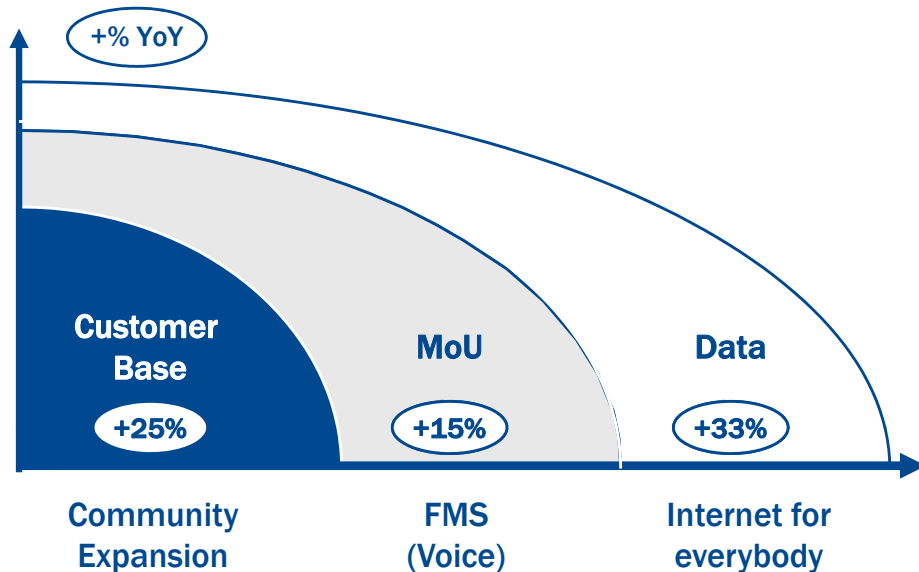 +% YoY
Customer
Base
+25%
MoU
+15%
Data
+33%
Community
Expansion
FMS
(Voice)
Internet for
everybody